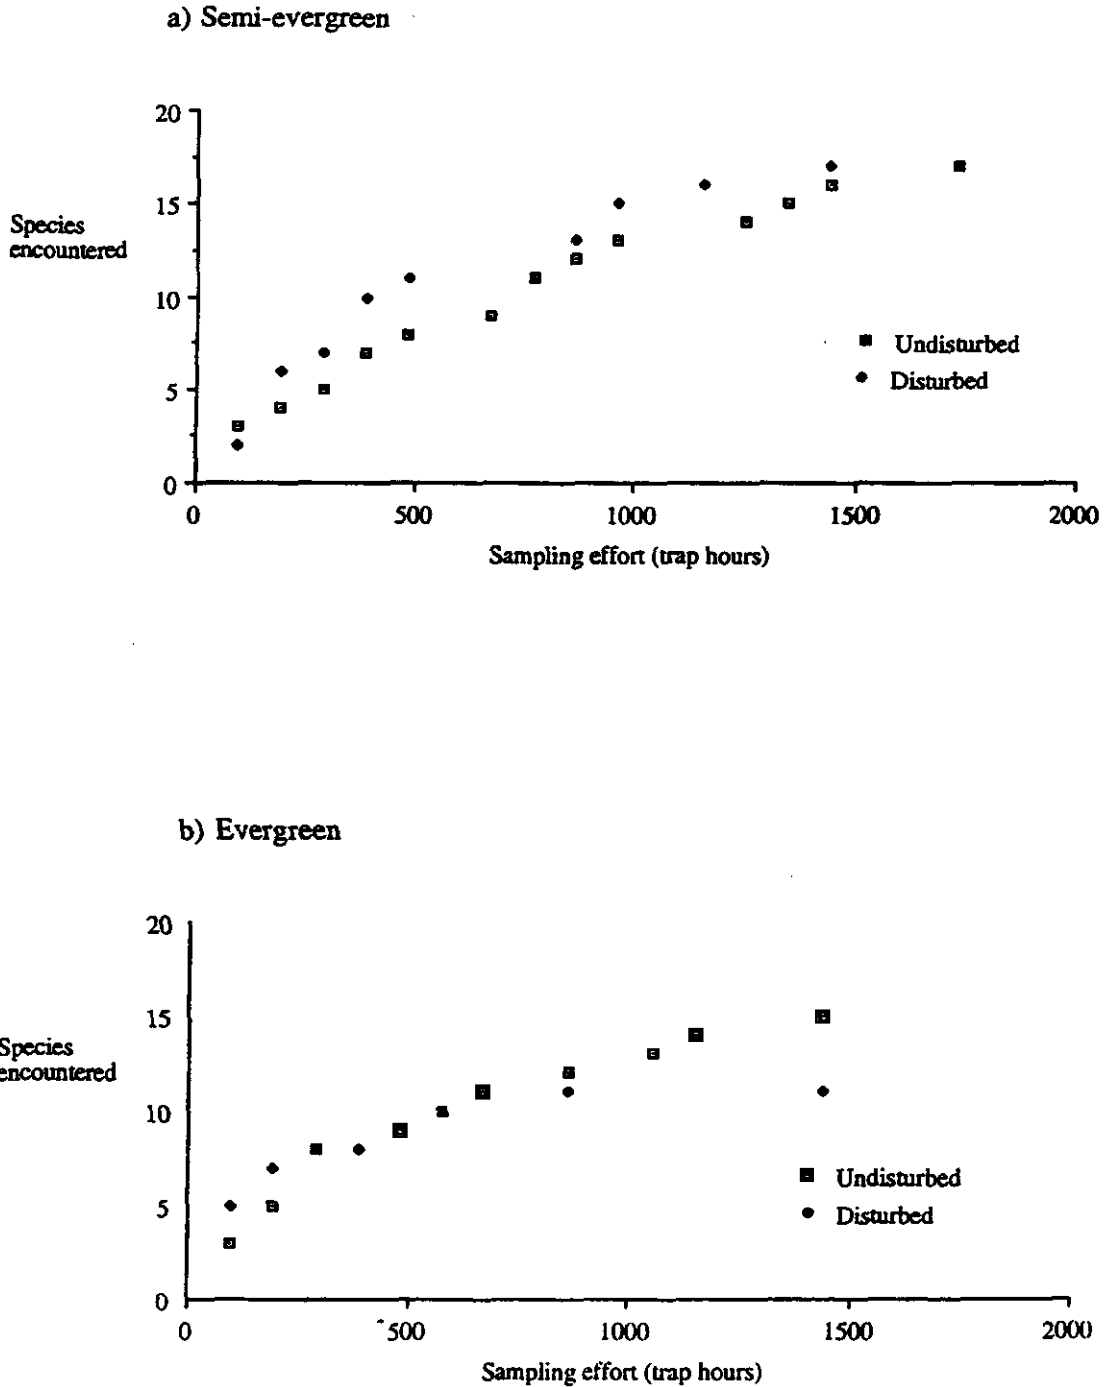 a) Semi-evergreen
20
15
Species
encountered
10
Undisturbed
Disturbed
5
0
0 500 1000 1500 2000
Sampling effort (trap hours)
b) Evergreen
20
15
Species
encountered
10
Undisturbed
Disturbed
5
0
0 500 1000 1500 2000
Sampling effort (trap hours)